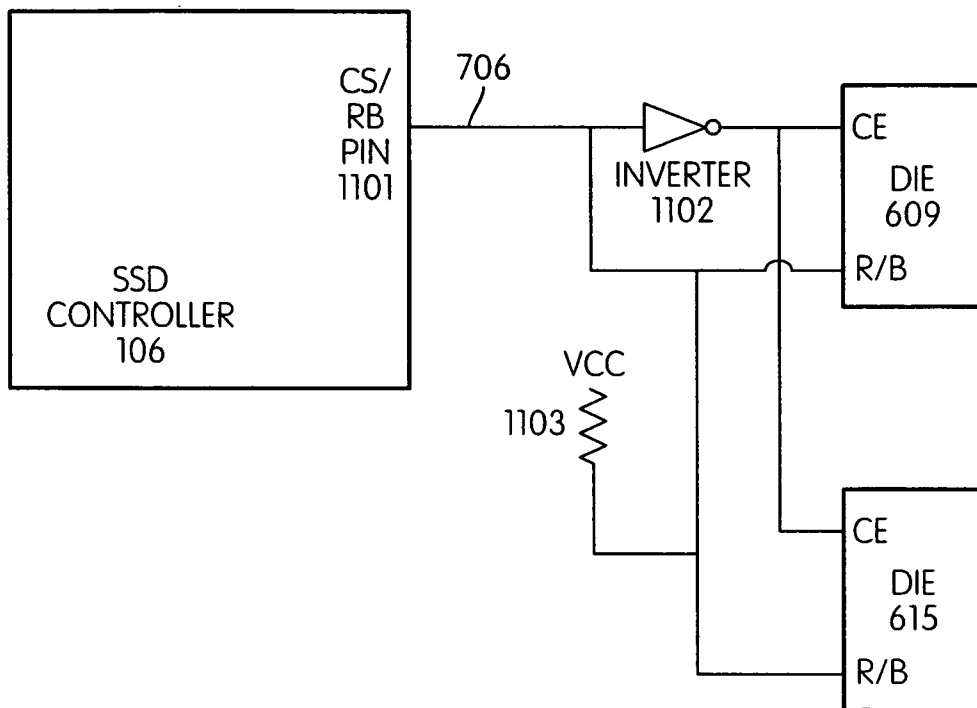 CS/
RB
PIN
1101
706
INVERTER
1102
CE
DIE
609
R/B
SSD
CONTROLLER
106
VCC
1103
CE
DIE
615
R/B